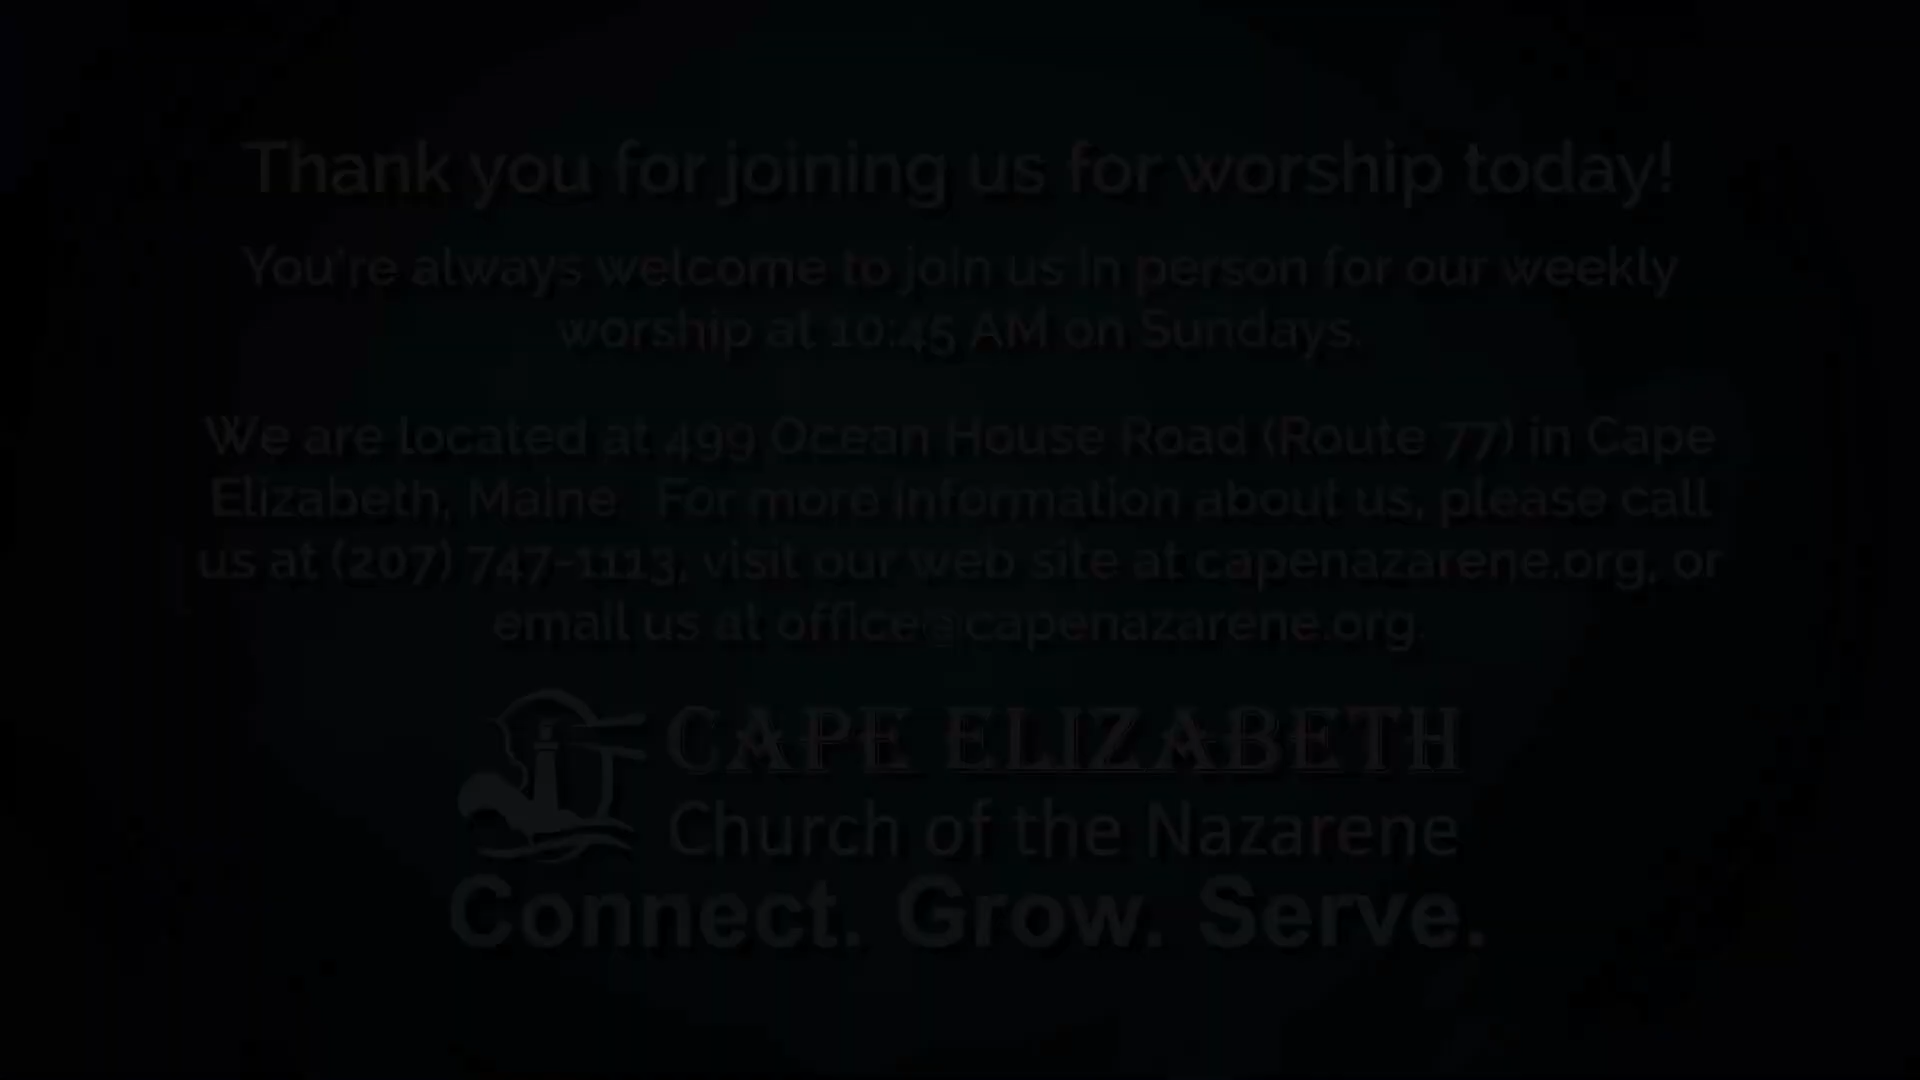 Thank you for joining us for worship today!
You're always welcome to join us in person for our weekly
worship at 10:45 AM on Sundays.
We are located at 499 Ocean House Road (Route 77) in Cape
Elizabeth, Maine. For more information about us, please call
us at (207) 747-1113, visit our web site at capenazarene.org, or
email us at office@capenazarene.org.
CAPE ELIZABETH
Church of the Nazarene
Connect. Grow. Serve.